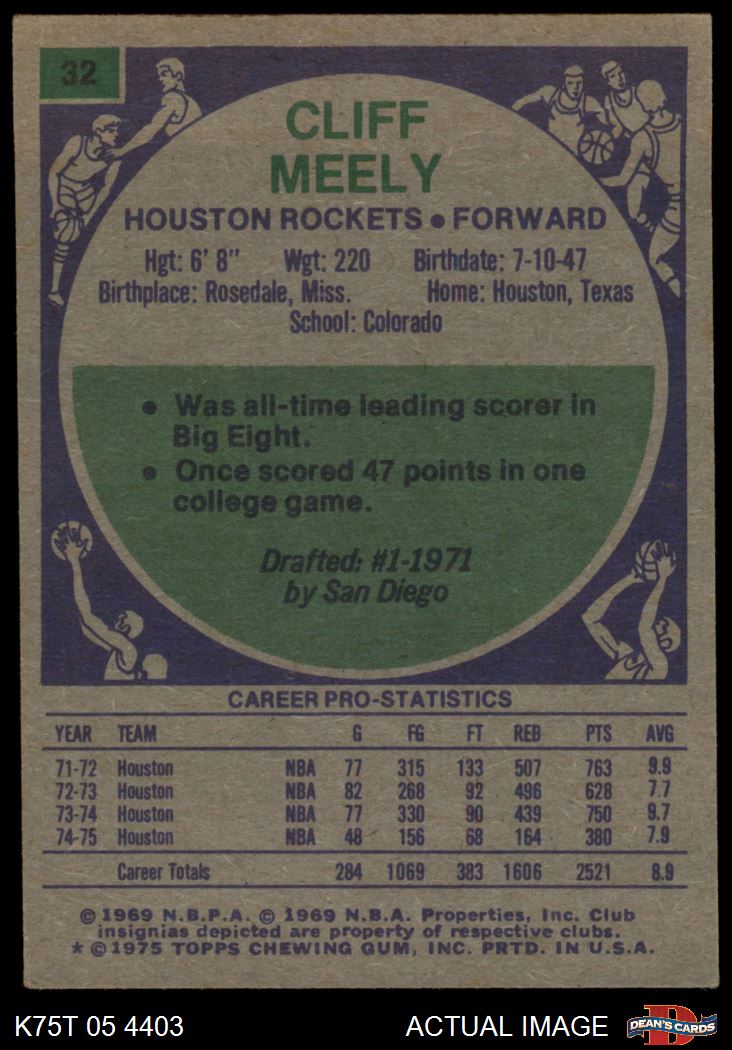 32
CLIFF
MEELY
HOUSTON ROCKETS • FORWARD
Hgt: 6' 8" Wgt: 220 Birthdate: 7-10-47
Birthplace: Rosedale, Miss. Home: Houston, Texas
School: Colorado
• Was all-time leading scorer in
Big Eight.
• Once scored 47 points in one
college game.
Drafted: #1-1971
by San Diego
CAREER PRO-STATISTICS
YEAR TEAM G FG FT REB PTS AVG
71-72 Houston NBA 77 315 133 507 763 9.9
72-73 Houston NBA 82 268 92 496 628 7.7
73-74 Houston NBA 77 330 90 439 750 9.7
74-75 Houston NBA 48 156 68 164 380 7.9
Career Totals 284 1069 383 1606 2521 8.9
© 1969 N.B.P.A. © 1969 N.B.A. Properties, Inc. Club
insignias depicted are property of respective clubs.
* © 1975 TOPPS CHEWING GUM, INC. PRTD. IN U.S.A.
K75T 05 4403 ACTUAL IMAGE D DEAN'S CARDS